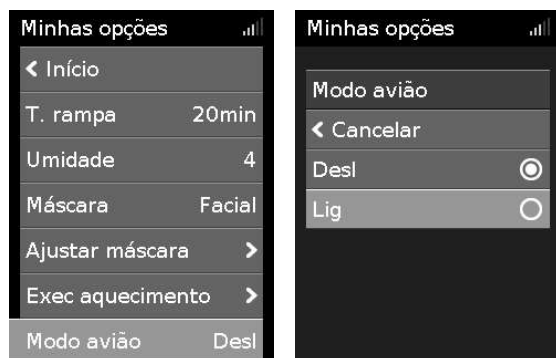 Minhas opções
Início
T. rampa 20min
Umidade 4
Máscara Facial
Ajustar máscara
Exec aquecimento
Modo avião Desl
Minhas opções
Modo avião
Cancelar
Desl
Lig